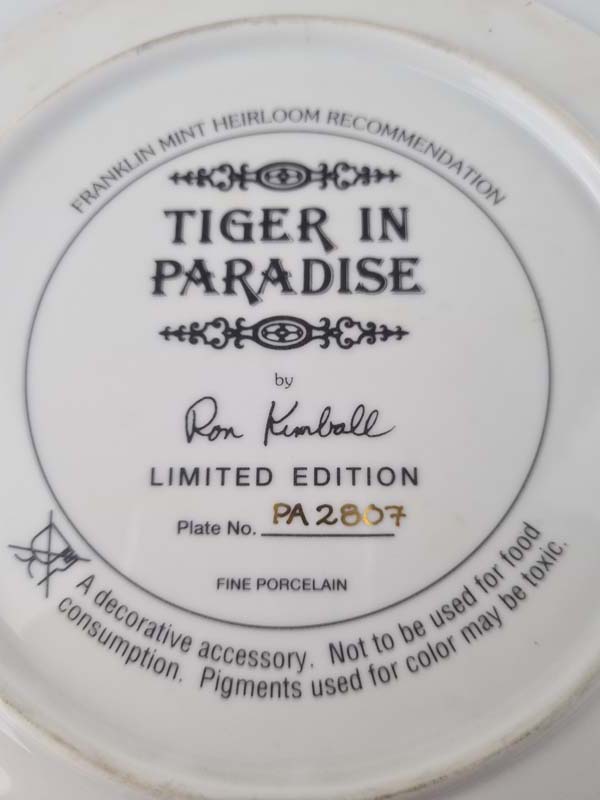 FRANKLIN MINT HEIRLOOM RECOMMENDATION
TIGER IN
PARADISE
by
Ron Kimball
LIMITED EDITION
Plate No. PA2807
FINE PORCELAIN
A decorative accessory. Not to be used for food
consumption. Pigments used for color may be toxic.